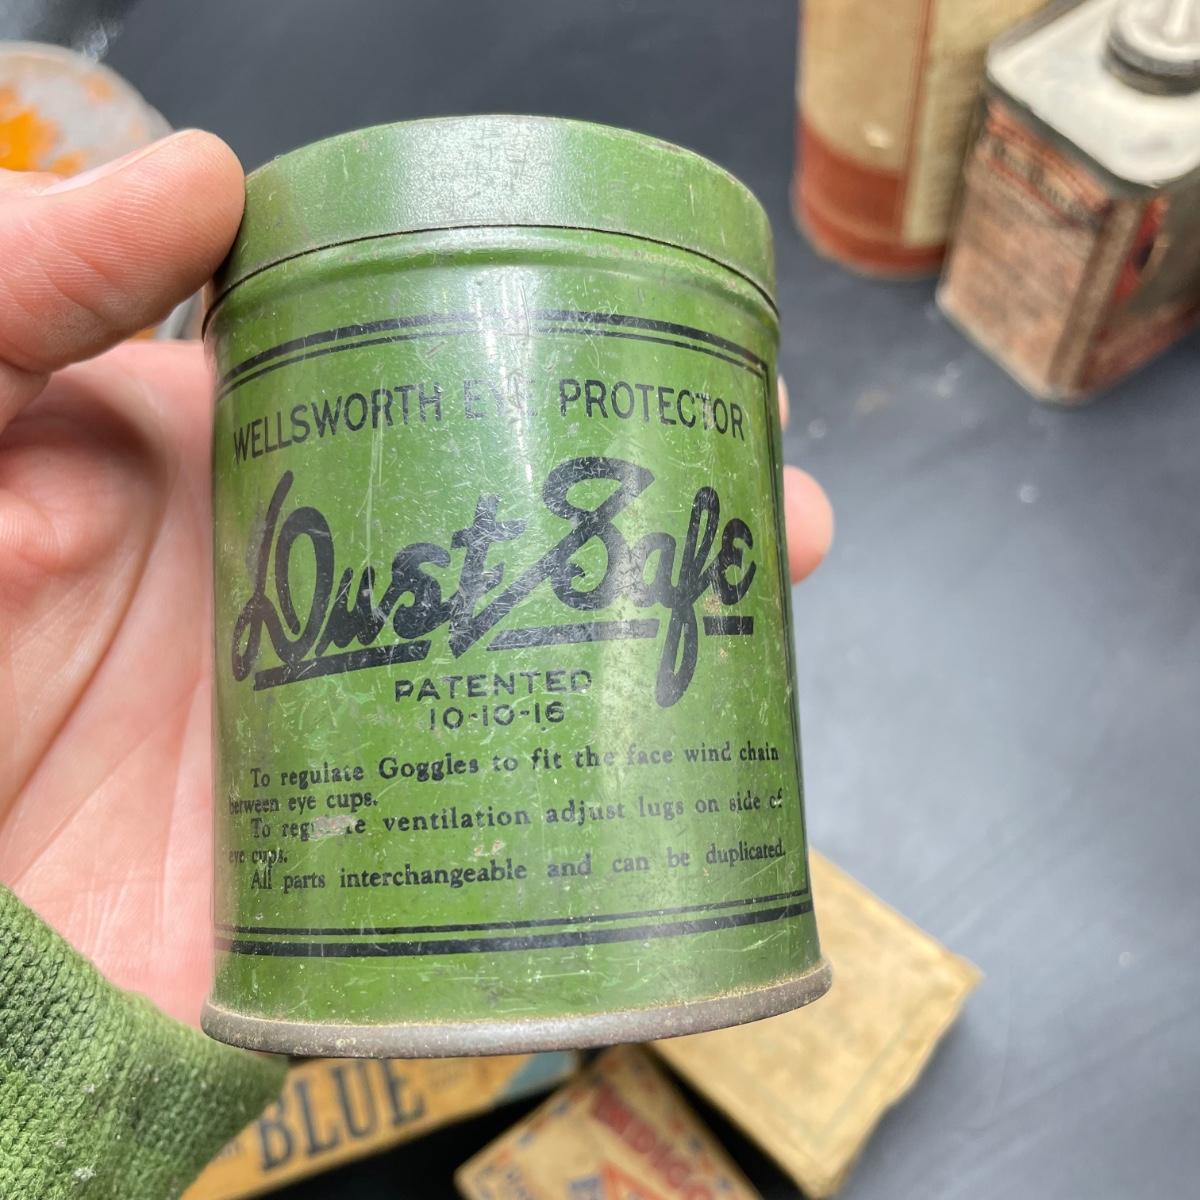 WELLSWORTH EYE PROTECTOR
Dust Safe
PATENTED
10-10-16
To regulate Goggles to fit the face wind chain
between eye cups.
To regulate ventilation adjust lugs on side of
eye cups.
All parts interchangeable and can be duplicated.
BLUE
INDIGO